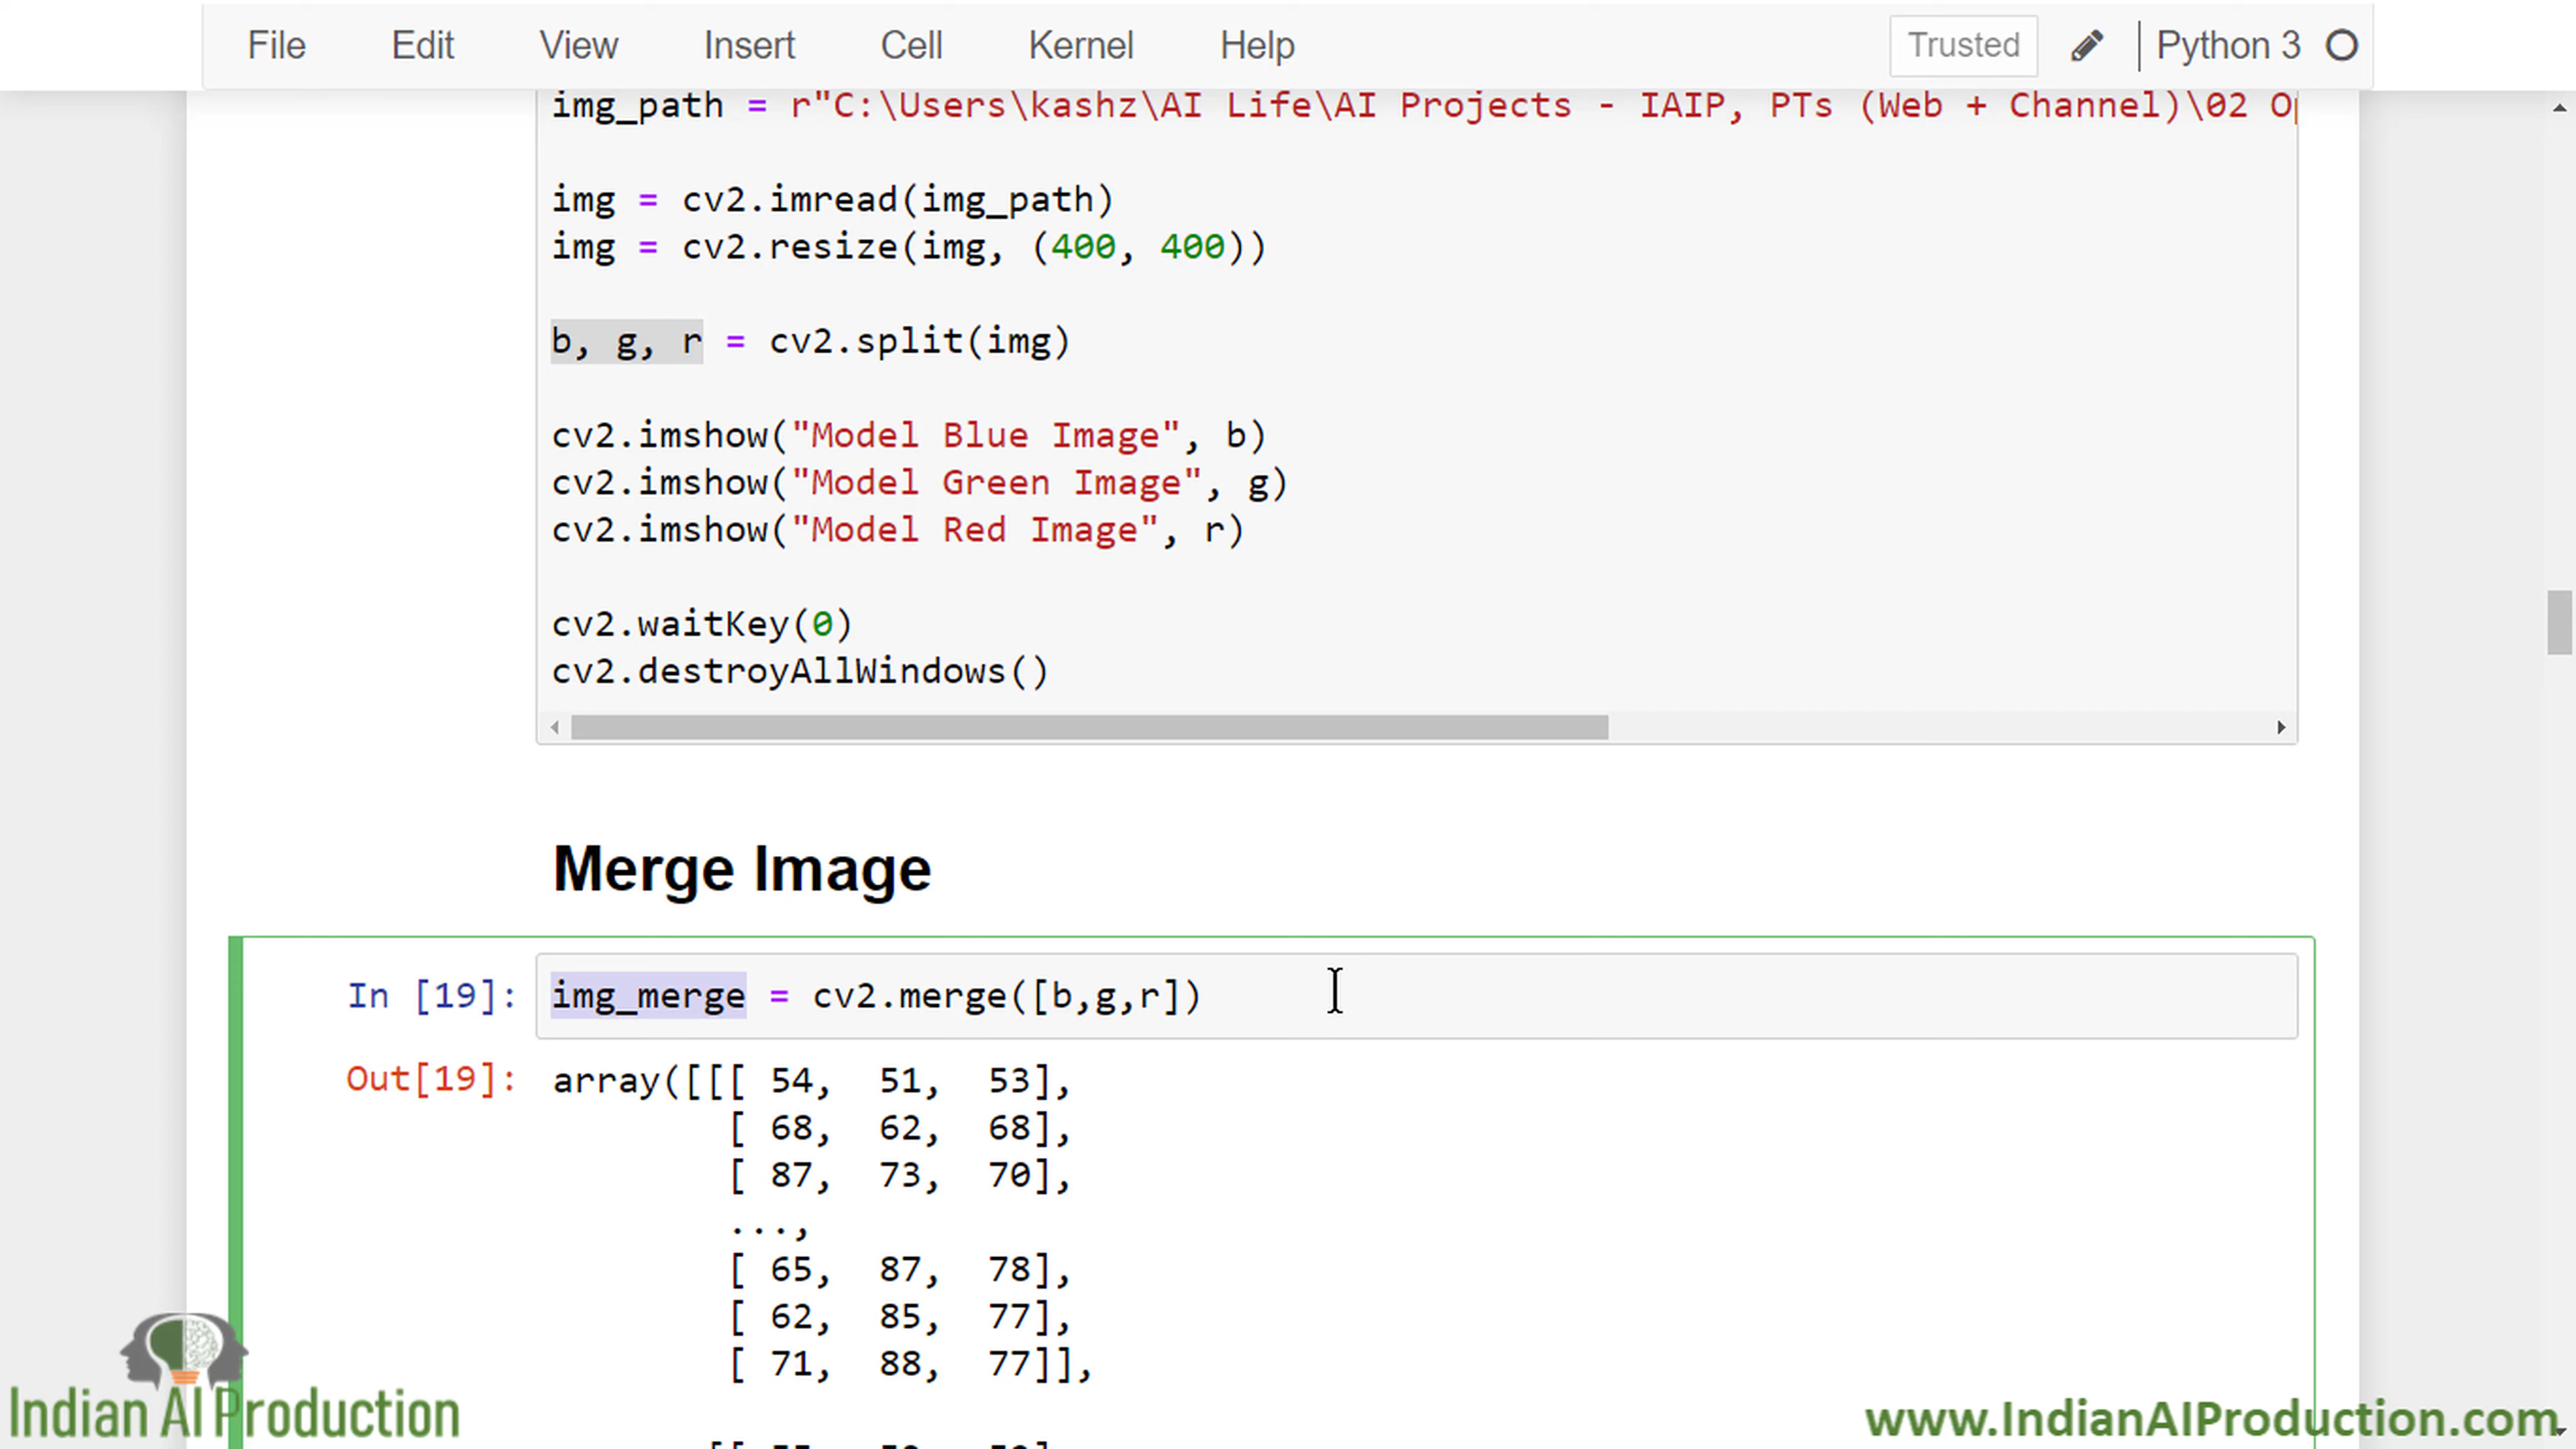 File Edit View Insert Cell Kernel Help Trusted Python 3
img_path = r"C:\Users\kashz\AI Life\AI Projects - IAIP, PTs (Web + Channel)\02 Op
img = cv2.imread(img_path)
img = cv2.resize(img, (400, 400))
b, g, r = cv2.split(img)
cv2.imshow("Model Blue Image", b)
cv2.imshow("Model Green Image", g)
cv2.imshow("Model Red Image", r)
cv2.waitKey(0)
cv2.destroyAllWindows()
Merge Image
In [19]: img_merge = cv2.merge([b,g,r])
Out[19]: array([[[ 54, 51, 53],
[ 68, 62, 68],
[ 87, 73, 70],
...,
[ 65, 87, 78],
[ 62, 85, 77],
[ 71, 88, 77]],
Indian AI Production
www.IndianAIProduction.com